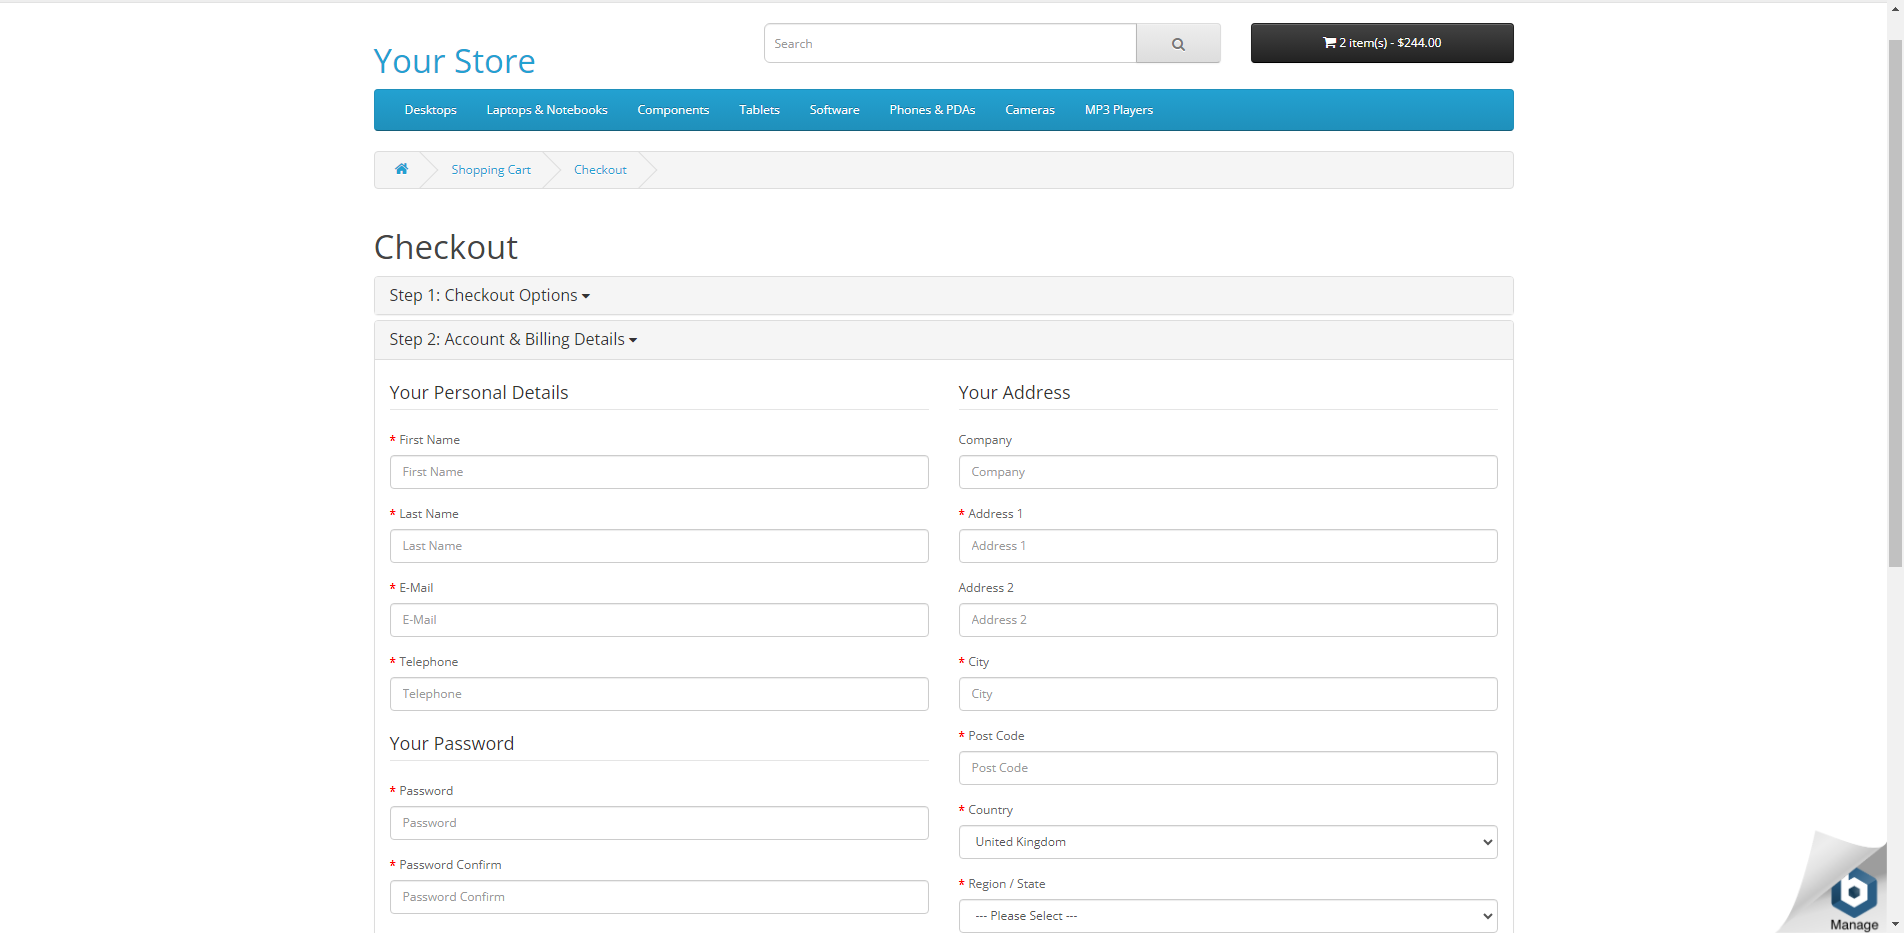 Your Store
Search
2 item(s) - $244.00
Desktops
Laptops & Notebooks
Components
Tablets
Software
Phones & PDAs
Cameras
MP3 Players
Shopping Cart
Checkout
Checkout
Step 1: Checkout Options
Step 2: Account & Billing Details
Your Personal Details
* First Name
First Name
* Last Name
Last Name
* E-Mail
E-Mail
* Telephone
Telephone
Your Password
* Password
Password
* Password Confirm
Password Confirm
Your Address
Company
Company
* Address 1
Address 1
Address 2
Address 2
* City
City
* Post Code
Post Code
* Country
United Kingdom
* Region / State
--- Please Select ---
b
Manage